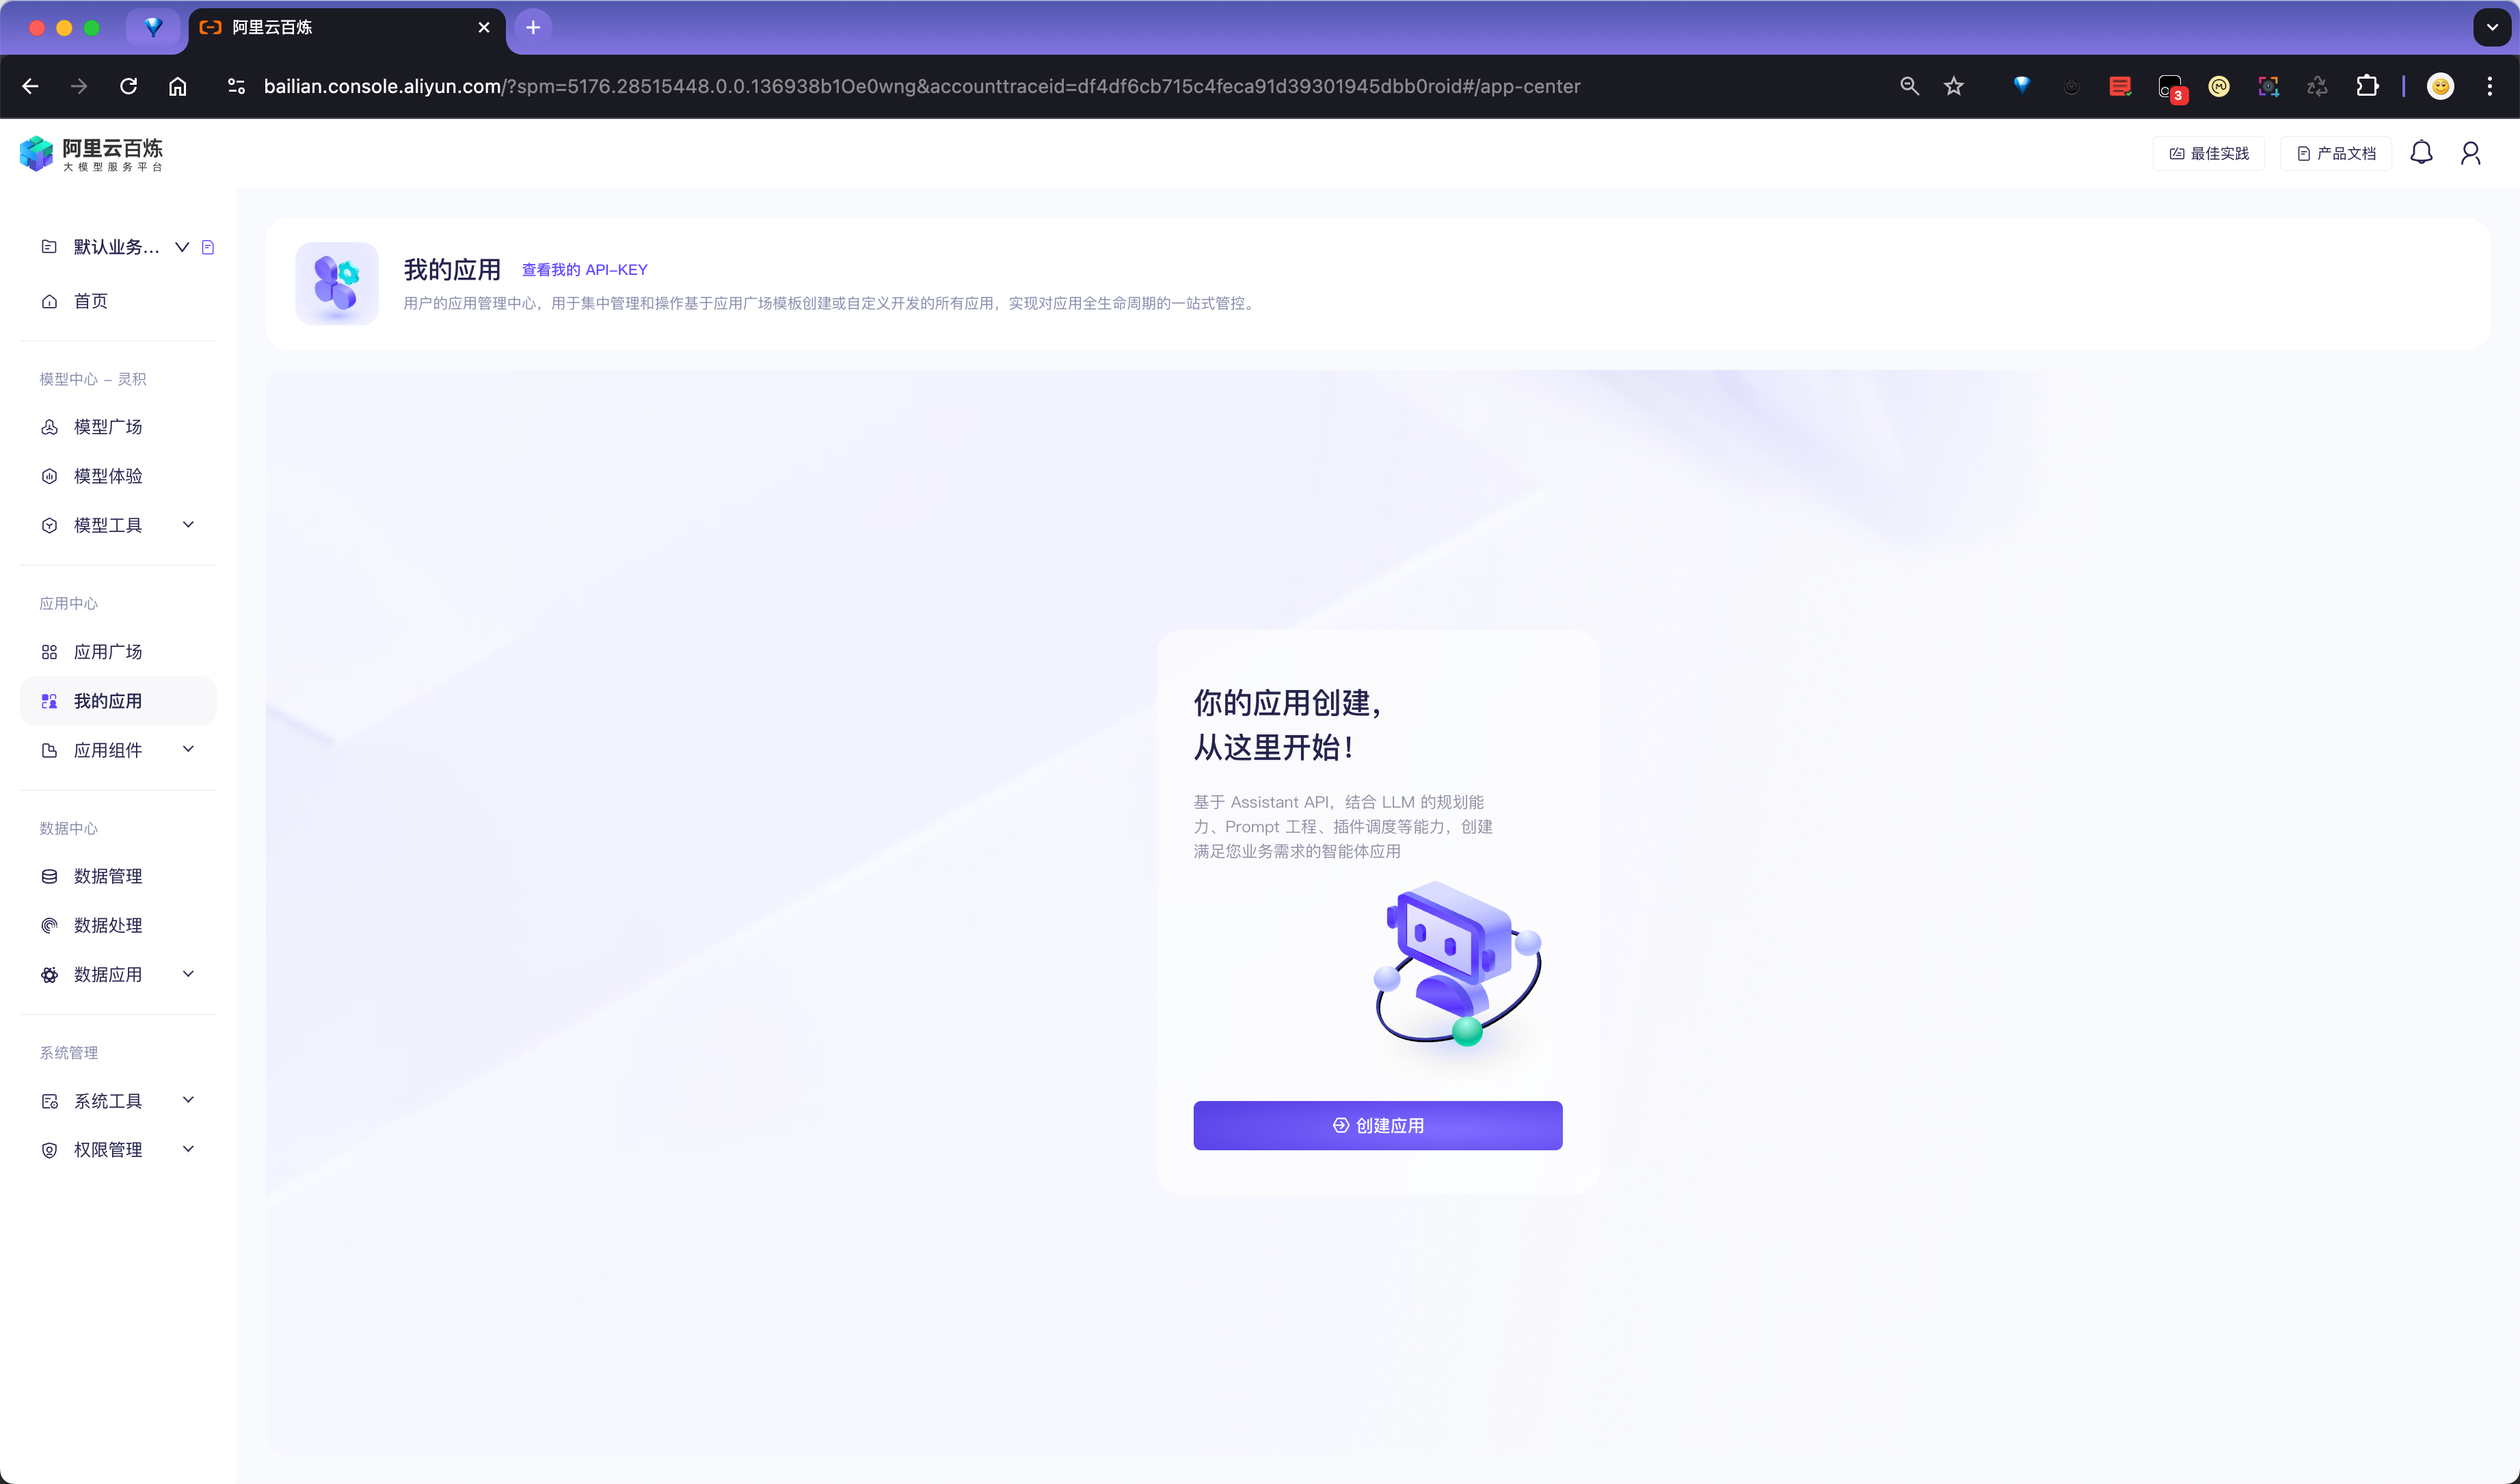 阿里云百炼
bailian.console.aliyun.com/?spm=5176.28515448.0.0.136938b1Oe0wng&accounttraceid=df4df6cb715c4feca91d39301945dbb0roid#/app-center
3
阿里云百炼
大模型服务平台
最佳实践
产品文档
默认业务...
首页
模型中心 – 灵积
模型广场
模型体验
模型工具
应用中心
应用广场
我的应用
应用组件
数据中心
数据管理
数据处理
数据应用
系统管理
系统工具
权限管理
我的应用 查看我的 API–KEY
用户的应用管理中心，用于集中管理和操作基于应用广场模板创建或自定义开发的所有应用，实现对应用全生命周期的一站式管控。
你的应用创建，
从这里开始！
基于 Assistant API，结合 LLM 的规划能
力、Prompt 工程、插件调度等能力，创建
满足您业务需求的智能体应用
创建应用